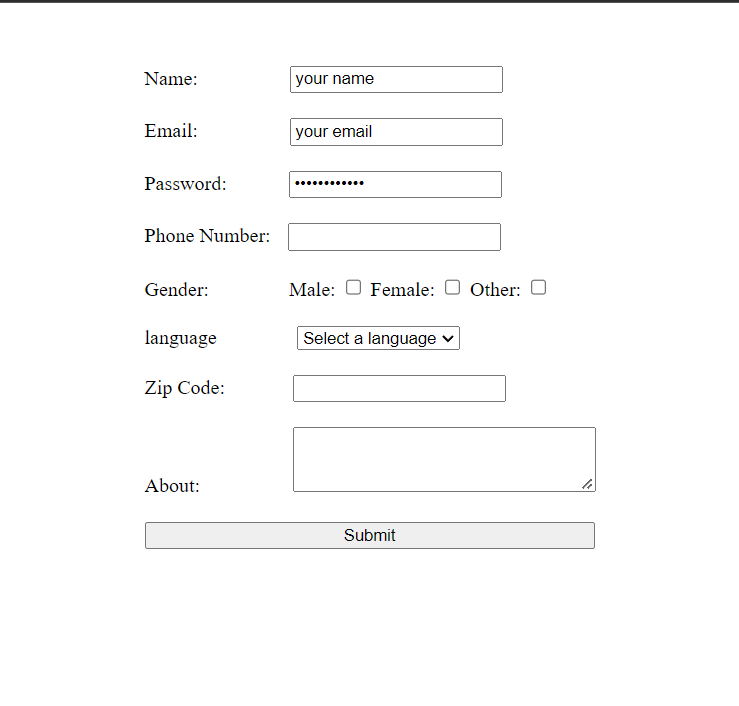 Name: your name
Email: your email
Password: ••••••••••••
Phone Number:
Gender: Male: Female: Other:
language Select a language
Zip Code:
About:
Submit